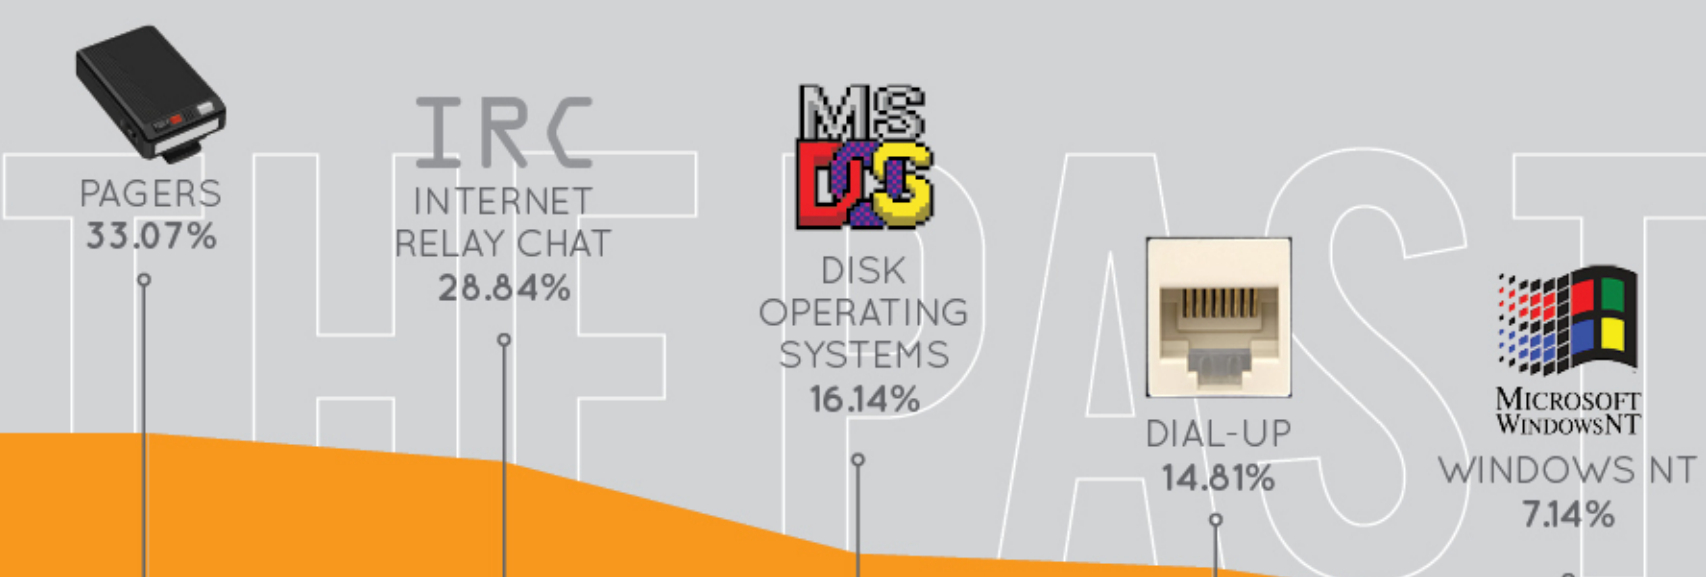 THE PAST
PAGERS
33.07%
IRC
INTERNET
RELAY CHAT
28.84%
MS
DOS
DISK
OPERATING
SYSTEMS
16.14%
DIAL-UP
14.81%
MICROSOFT
WINDOWSNT
WINDOWS NT
7.14%